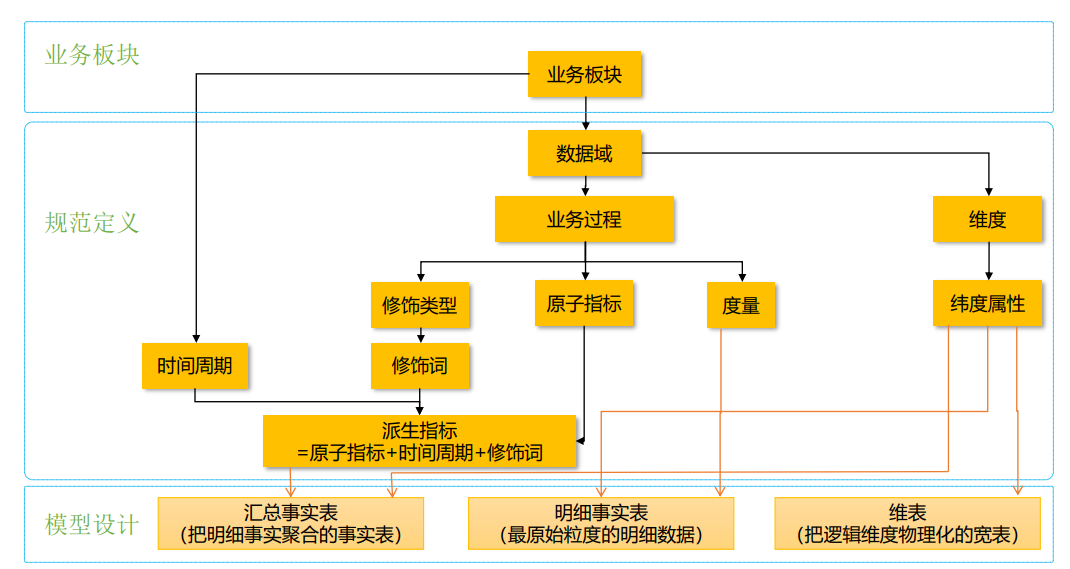 业务板块
业务板块
数据域
规范定义
业务过程
维度
修饰类型
原子指标
度量
纬度属性
时间周期
修饰词
派生指标
=原子指标+时间周期+修饰词
模型设计
汇总事实表
（把明细事实聚合的事实表）
明细事实表
（最原始粒度的明细数据）
维表
（把逻辑维度物理化的宽表）